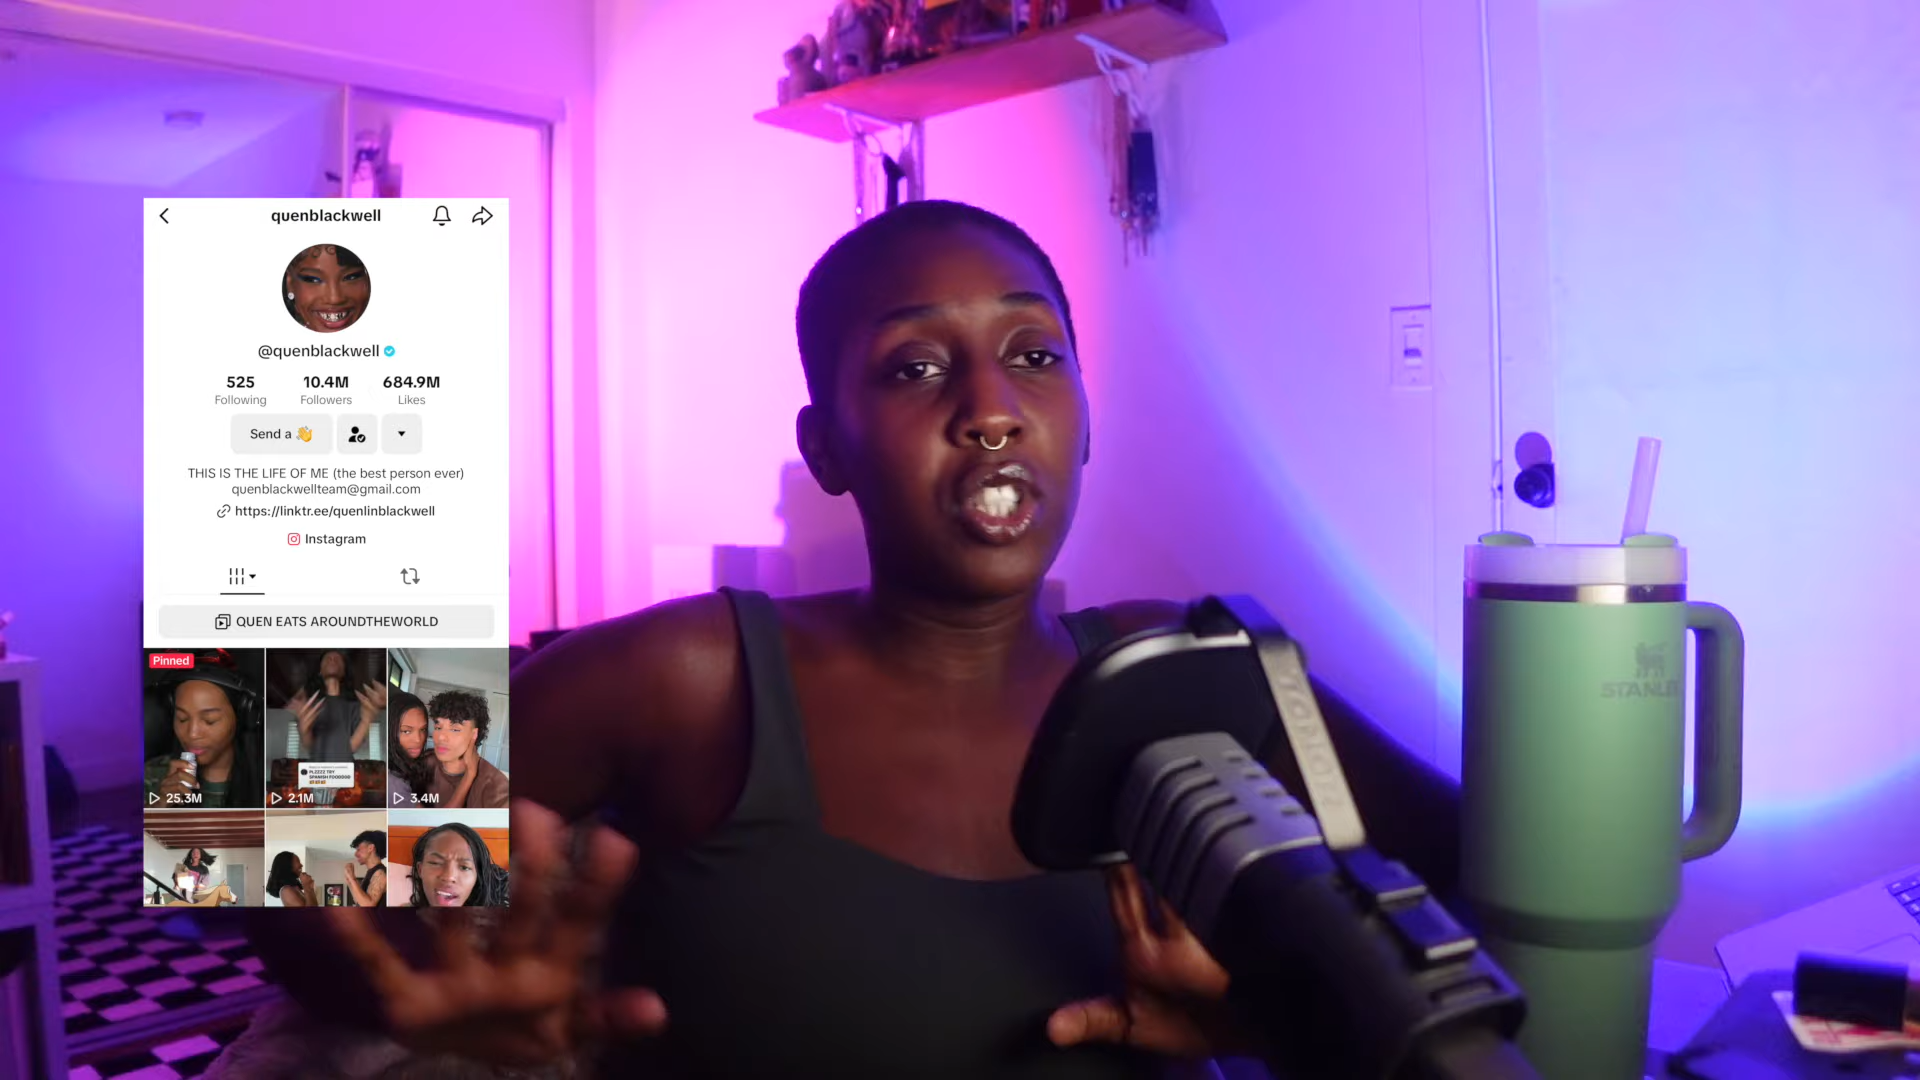 quenblackwell
@quenblackwell
525 10.4M 684.9M
Following Followers Likes
Send a 👋
THIS IS THE LIFE OF ME (the best person ever)
quenblackwellteam@gmail.com
https://linktr.ee/quenlinblackwell
Instagram
QUEN EATS AROUNDTHEWORLD
Pinned
PLZZZZ TRY
25.3M 2.1M 3.4M
STANLEY